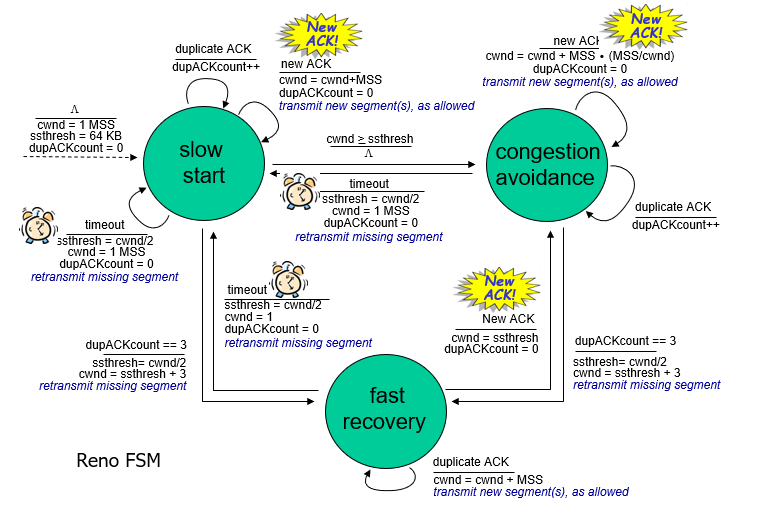 duplicate ACK
dupACKcount++
New
ACK!
new ACK
cwnd = cwnd+MSS
dupACKcount = 0
transmit new segment(s), as allowed
New
ACK!
new ACK
cwnd = cwnd + MSS • (MSS/cwnd)
dupACKcount = 0
transmit new segment(s), as allowed
Λ
cwnd = 1 MSS
ssthresh = 64 KB
dupACKcount = 0
slow
start
cwnd ≥ ssthresh
Λ
congestion
avoidance
timeout
ssthresh = cwnd/2
cwnd = 1 MSS
dupACKcount = 0
retransmit missing segment
duplicate ACK
dupACKcount++
timeout
ssthresh = cwnd/2
cwnd = 1 MSS
dupACKcount = 0
retransmit missing segment
timeout
ssthresh = cwnd/2
cwnd = 1
dupACKcount = 0
retransmit missing segment
New
ACK!
New ACK
cwnd = ssthresh
dupACKcount = 0
dupACKcount == 3
ssthresh= cwnd/2
cwnd = ssthresh + 3
retransmit missing segment
dupACKcount == 3
ssthresh= cwnd/2
cwnd = ssthresh + 3
retransmit missing segment
fast
recovery
Reno FSM
duplicate ACK
cwnd = cwnd + MSS
transmit new segment(s), as allowed